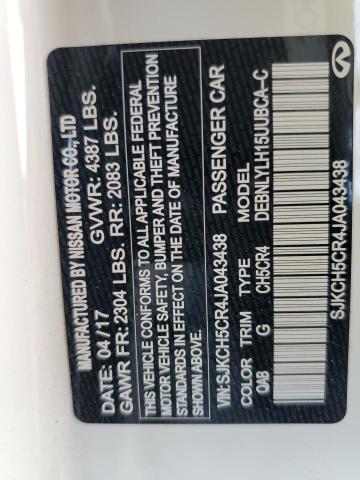 MANUFACTURED BY NISSAN MOTOR CO., LTD
DATE: 04/17 GVWR: 4387 LBS.
GAWR FR: 2304 LBS. RR: 2083 LBS.
THIS VEHICLE CONFORMS TO ALL APPLICABLE FEDERAL
MOTOR VEHICLE SAFETY, BUMPER AND THEFT PREVENTION
STANDARDS IN EFFECT ON THE DATE OF MANUFACTURE
SHOWN ABOVE.
VIN:SJKCH5CR4JA043438 PASSENGER CAR
COLOR TRIM TYPE MODEL
QAB G CH5CR4 DEBNLYLH15UUBCA-C
SJKCH5CR4JA043438